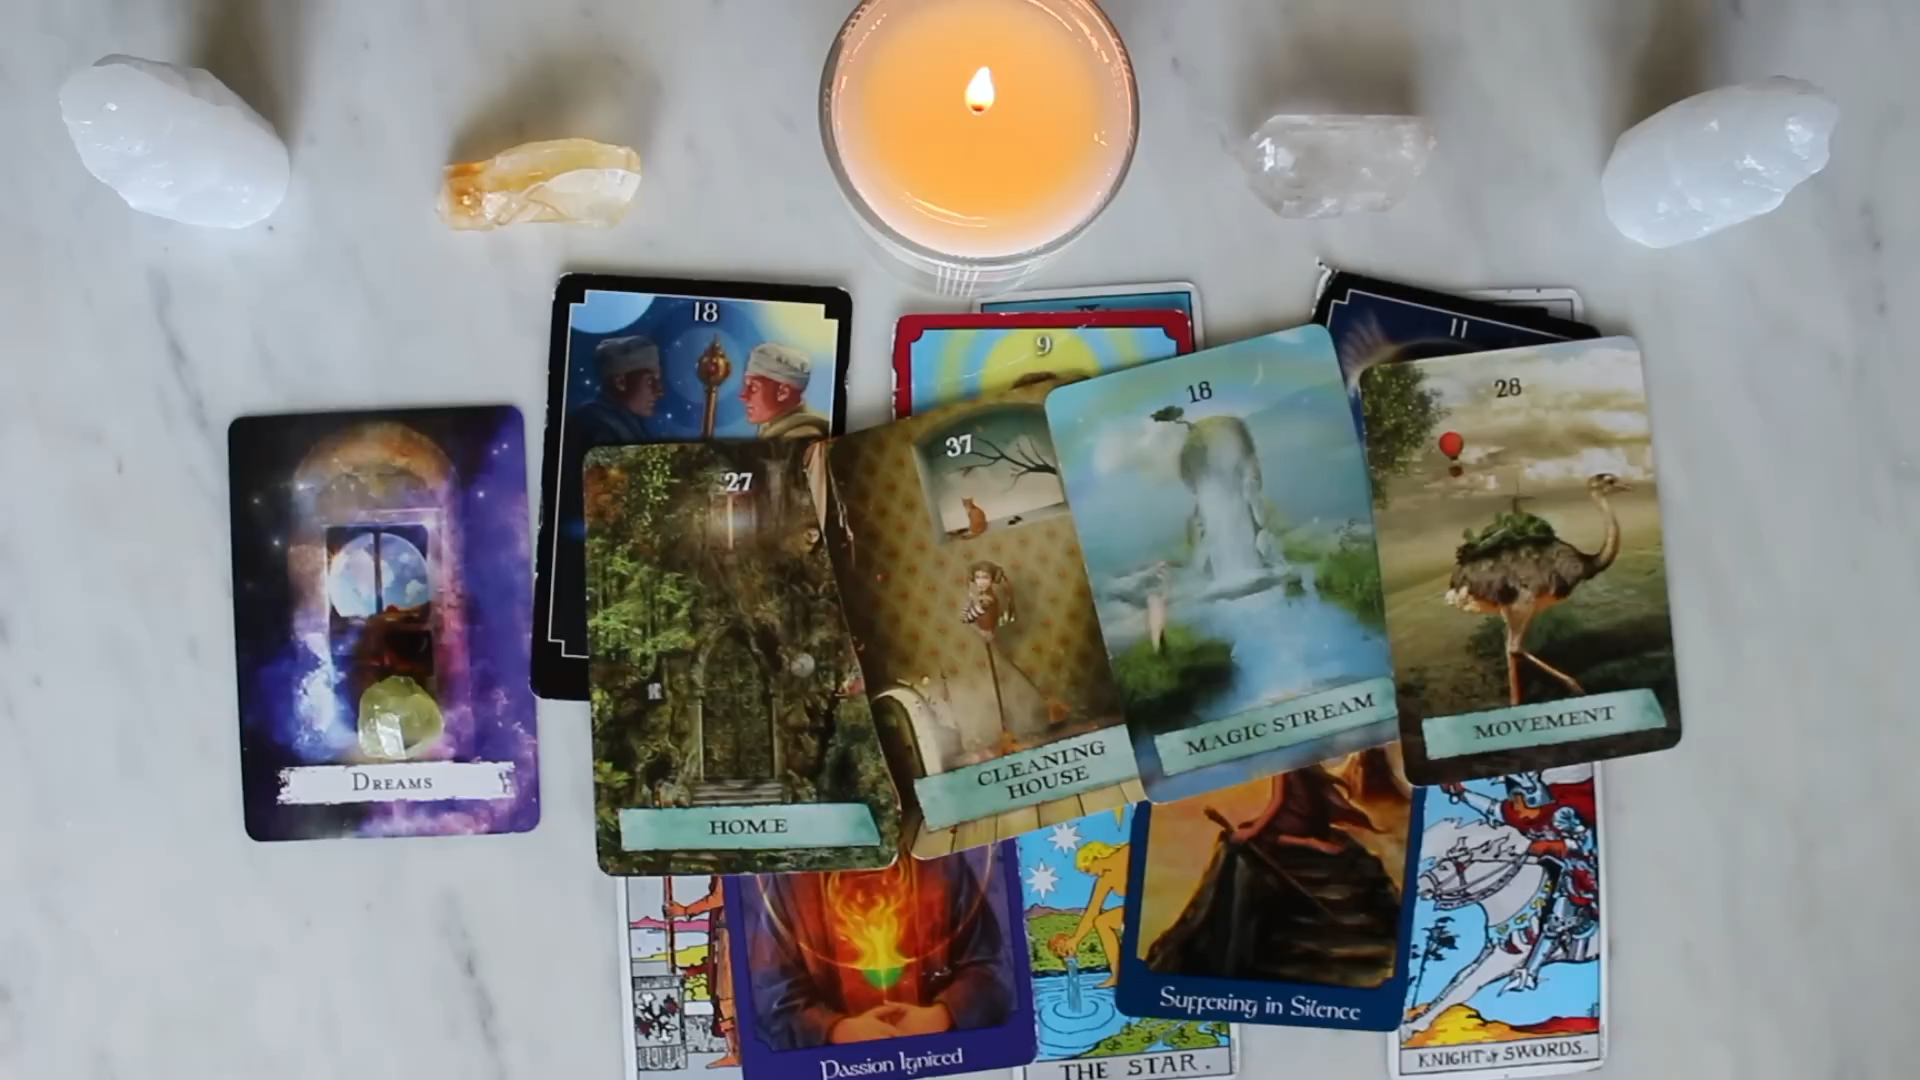 18
9
18
11
28
37
27
MAGIC STREAM
MOVEMENT
CLEANING
HOUSE
DREAMS
HOME
Suffering in Silence
Passion Ignited
THE STAR.
KNIGHT of SWORDS.